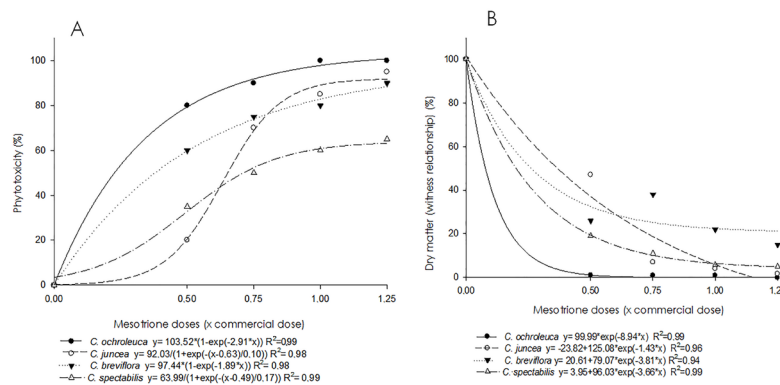 A
Phytotoxicity (%)
100
80
60
40
20
0
0.00 0.50 0.75 1.00 1.25
Mesotrione doses (x commercial dose)
C. ochroleuca y= 103,52*(1-exp(-2.91*x)) R²=0,99
C. juncea y= 92.03/(1+exp(-(x-0,63)/0.10)) R²= 0.98
C. breviflora y= 97.44*(1-exp(-1.89*x)) R²= 0.98
C. spectabilis y= 63,99/(1+exp(-(x-0.49)/0.17)) R²= 0,99
B
Dry matter (witness relationship) (%)
100
80
60
40
20
0
0.00 0.50 0.75 1.00 1.25
Mesotrione doses (x commercial dose)
C. ochroleuca y= 99.99*exp(-8.94*x) R²=0.99
C. juncea y= -23.82+125.08*exp(-1.43*x) R²=0.96
C. breviflora y= 20.61+79.07*exp(-3.81*x) R²=0.94
C. spectabilis y= 3.95+96.03*exp(-3.66*x) R²=0.99